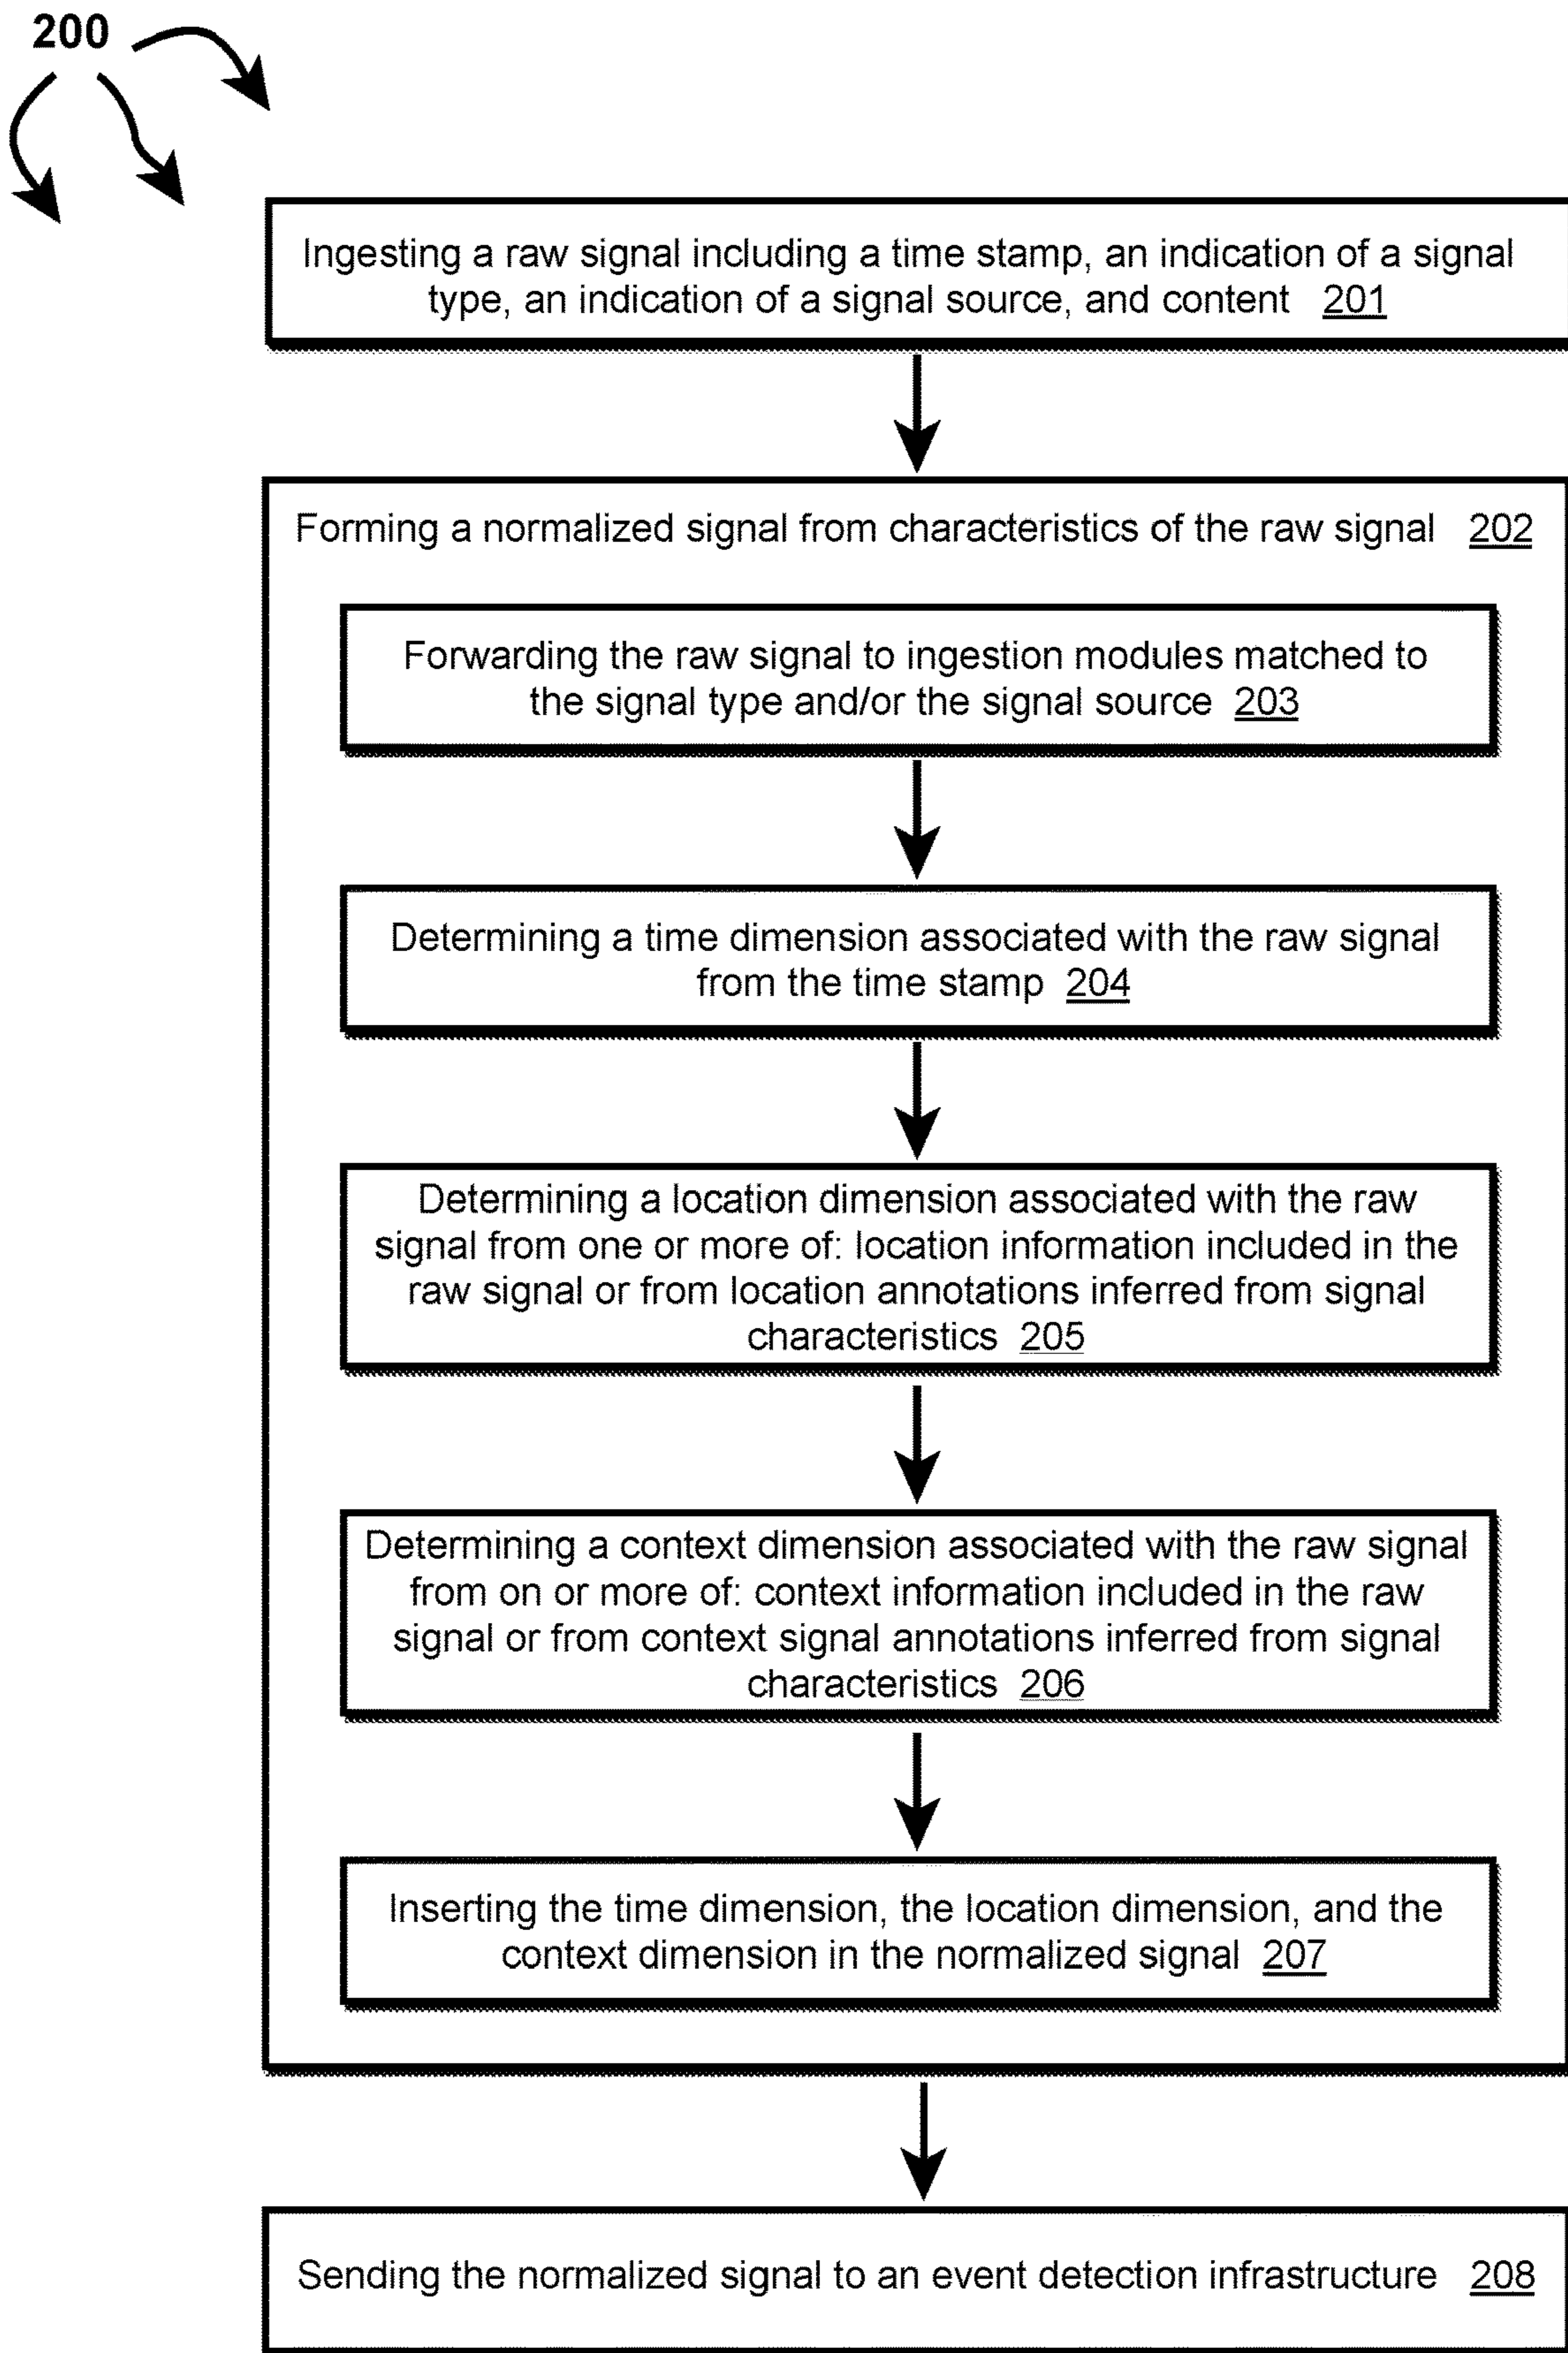 200
Ingesting a raw signal including a time stamp, an indication of a signal
type, an indication of a signal source, and content 201
Forming a normalized signal from characteristics of the raw signal 202
Forwarding the raw signal to ingestion modules matched to
the signal type and/or the signal source 203
Determining a time dimension associated with the raw signal
from the time stamp 204
Determining a location dimension associated with the raw
signal from one or more of: location information included in the
raw signal or from location annotations inferred from signal
characteristics 205
Determining a context dimension associated with the raw signal
from on or more of: context information included in the raw
signal or from context signal annotations inferred from signal
characteristics 206
Inserting the time dimension, the location dimension, and the
context dimension in the normalized signal 207
Sending the normalized signal to an event detection infrastructure 208